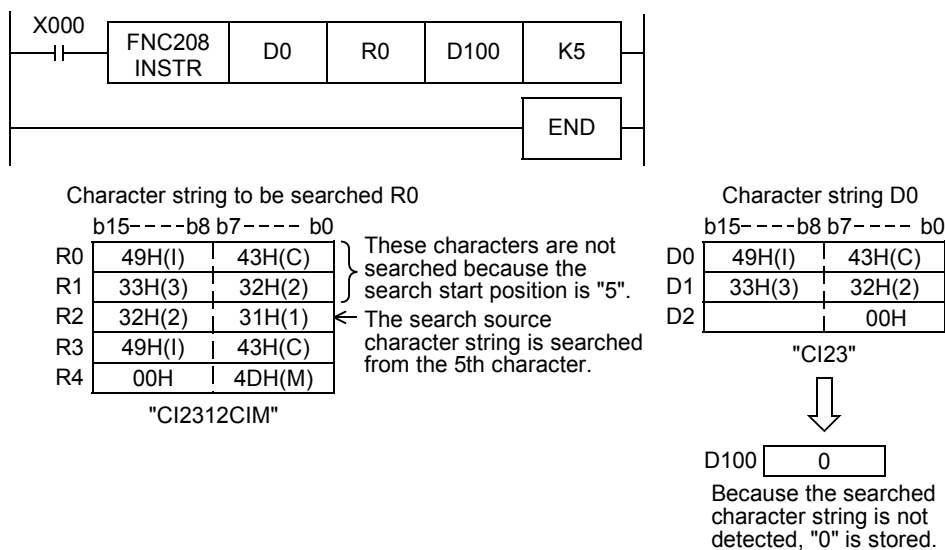 X000
FNC208
INSTR
D0
R0
D100
K5
END
Character string to be searched R0
b15----b8 b7---- b0
R0 49H(I) 43H(C)
R1 33H(3) 32H(2)
R2 32H(2) 31H(1)
R3 49H(I) 43H(C)
R4 00H 4DH(M)
"CI2312CIM"
These characters are not
searched because the
search start position is "5".
The search source
character string is searched
from the 5th character.
Character string D0
b15----b8 b7---- b0
D0 49H(I) 43H(C)
D1 33H(3) 32H(2)
D2 00H
"CI23"
D100 0
Because the searched
character string is not
detected, "0" is stored.